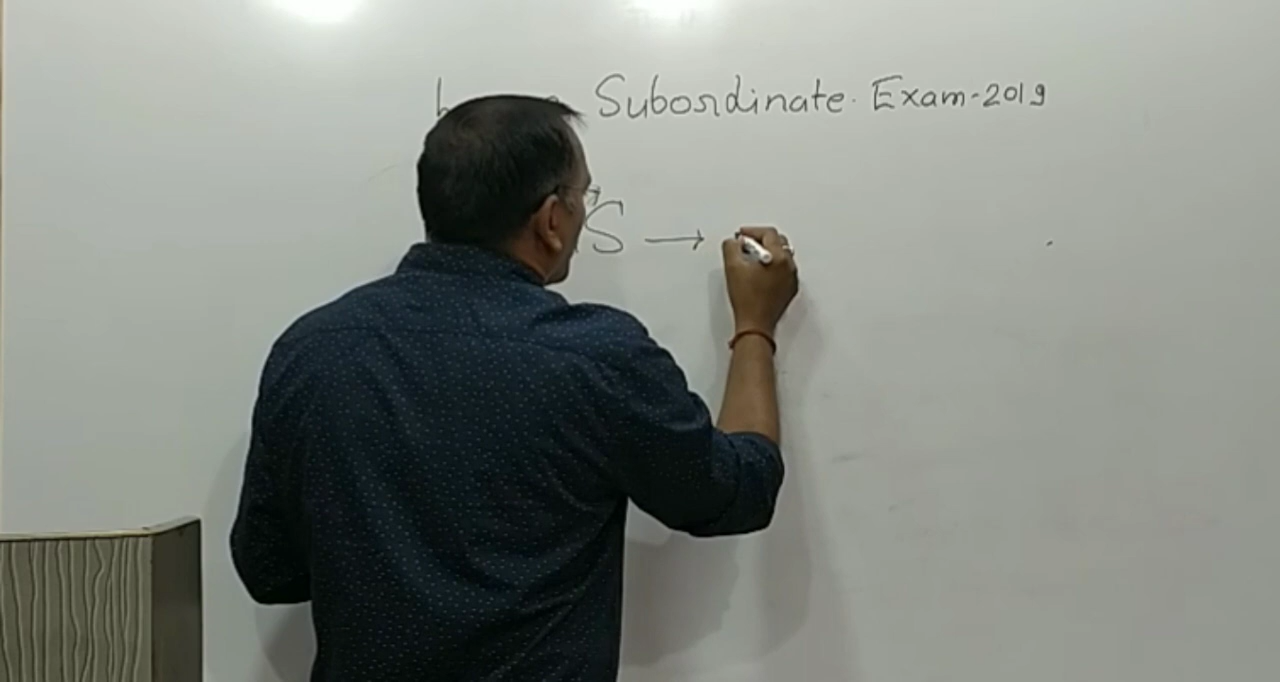 Subordinate. Exam-2019
S →